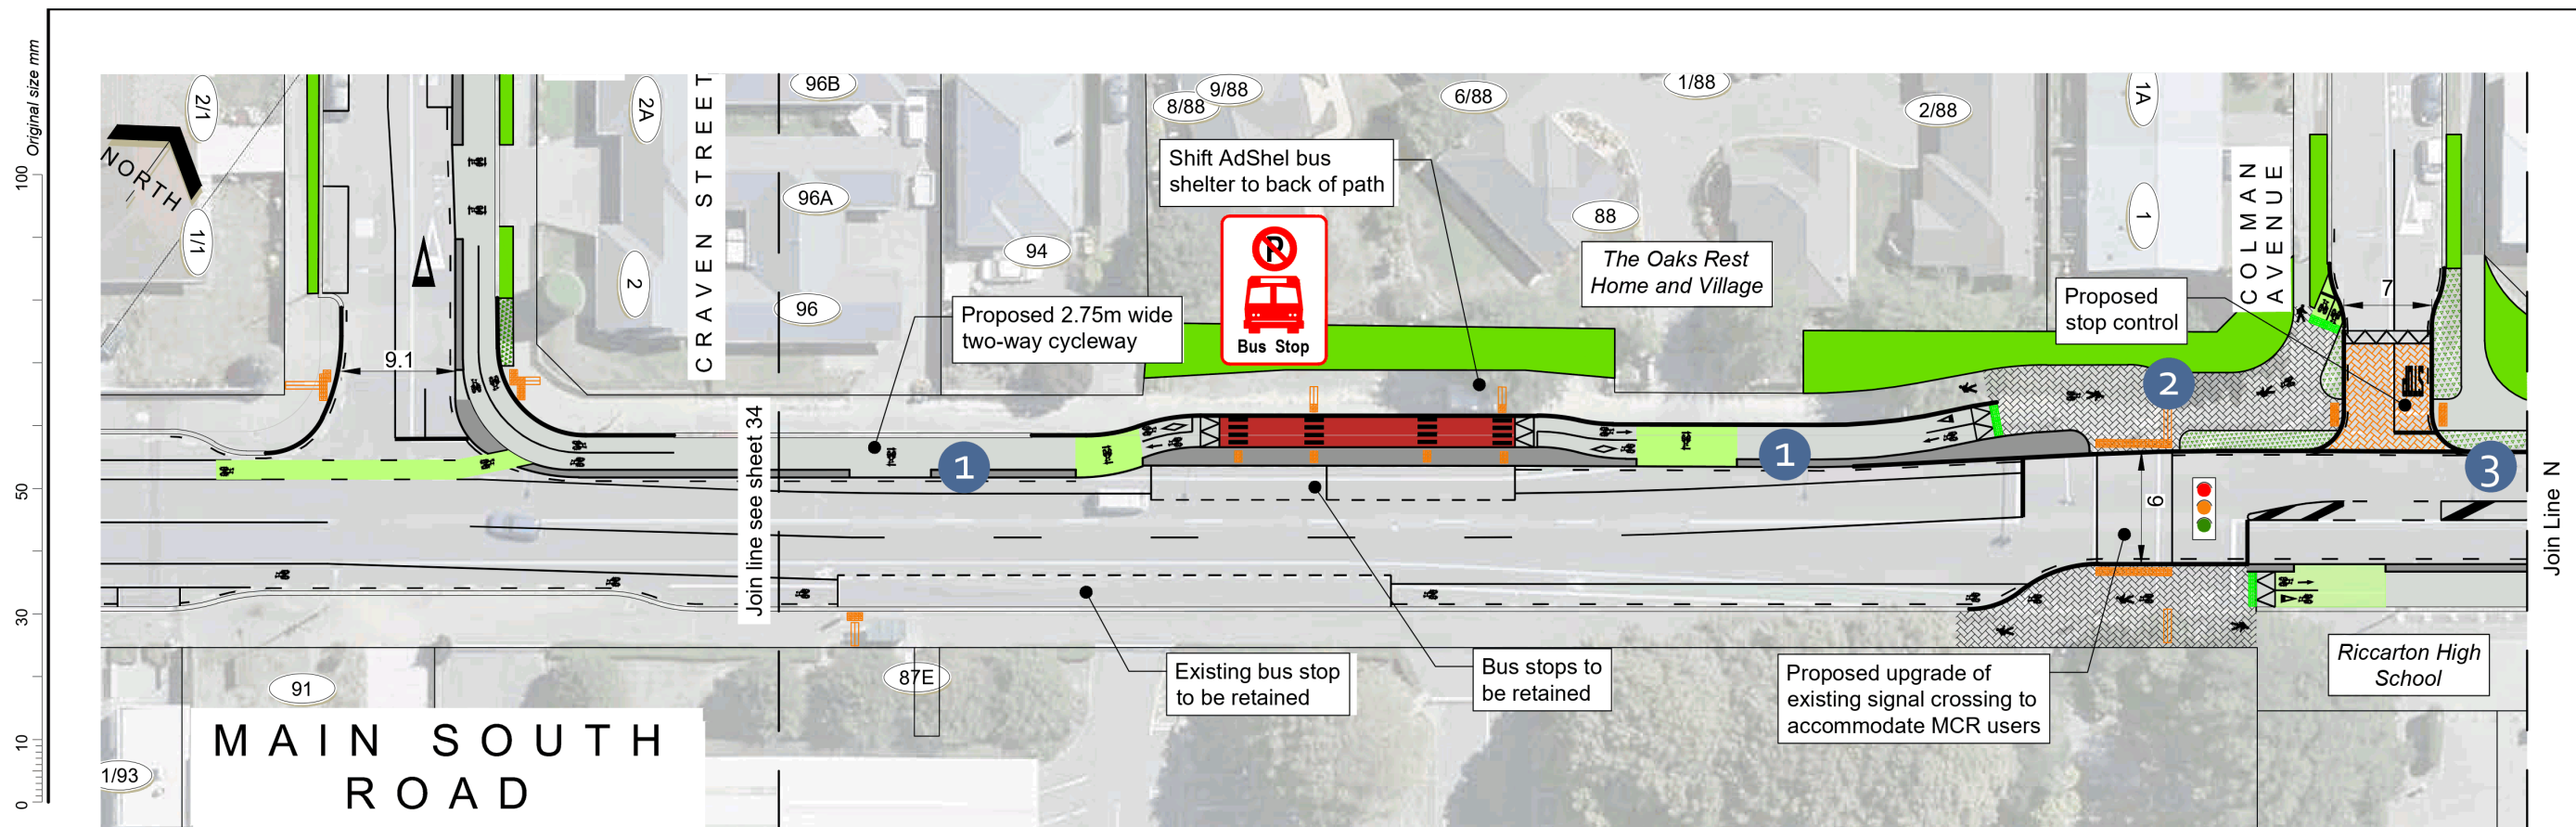 Original size mm
100
50
30
10
0
NORTH
2/1
1/1
9.1
2A
2
CRAVEN STREET
96B
96A
96
94
8/88
9/88
6/88
1/88
2/88
88
1A
1
Shift AdShel bus
shelter to back of path
P
Bus Stop
The Oaks Rest
Home and Village
Proposed 2.75m wide
two-way cycleway
COLMAN
AVENUE
Proposed
stop control
7
1
1
2
3
6
Join line see sheet 34
Join Line N
Existing bus stop
to be retained
Bus stops to
be retained
Proposed upgrade of
existing signal crossing to
accommodate MCR users
Riccarton High
School
91
87E
1/93
MAIN SOUTH
ROAD